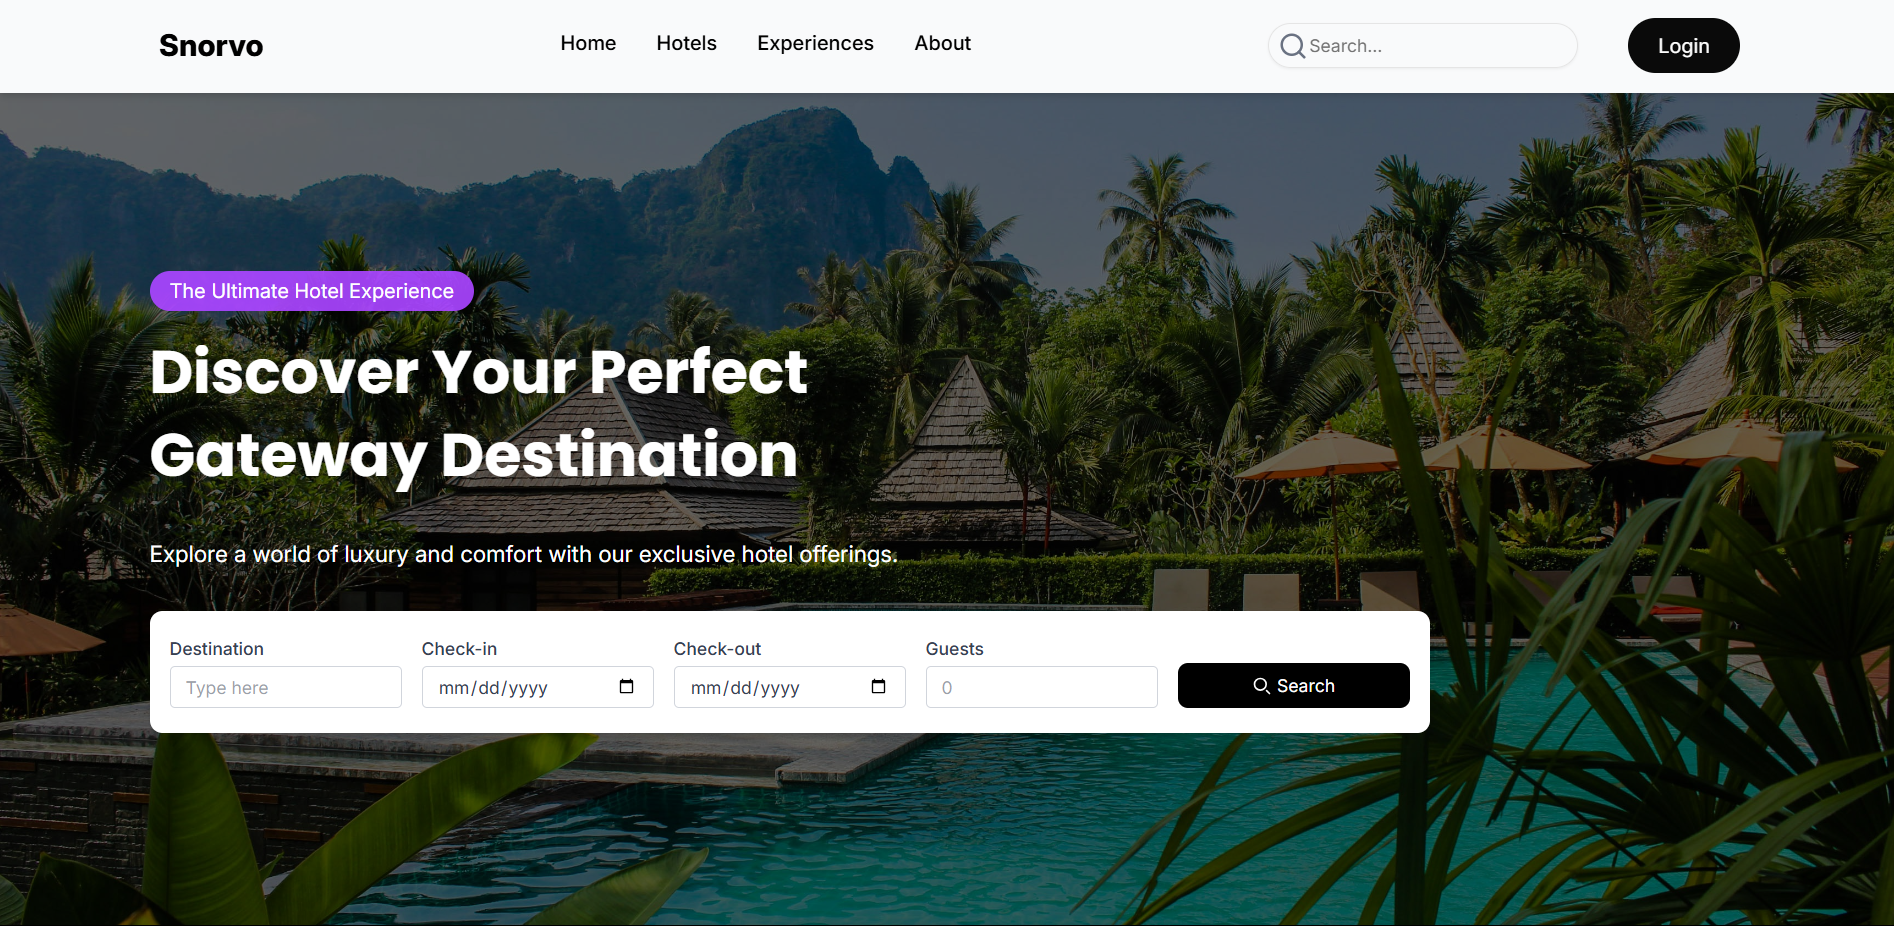 Snorvo
Home
Hotels
Experiences
About
Search...
Login
The Ultimate Hotel Experience
Discover Your Perfect
Gateway Destination
Explore a world of luxury and comfort with our exclusive hotel offerings.
Destination
Check-in
Check-out
Guests
Type here
mm/dd/yyyy
mm/dd/yyyy
0
Search